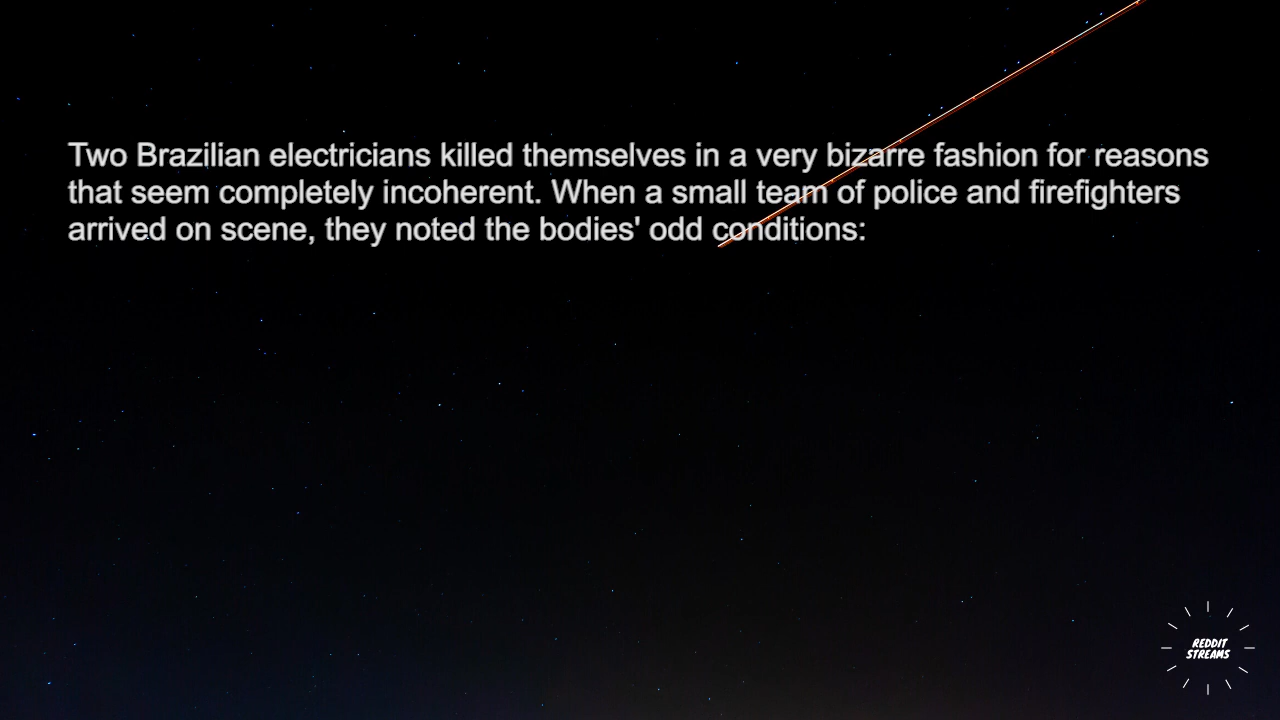 Two Brazilian electricians killed themselves in a very bizarre fashion for reasons
that seem completely incoherent. When a small team of police and firefighters
arrived on scene, they noted the bodies' odd conditions:
REDDIT
STREAMS